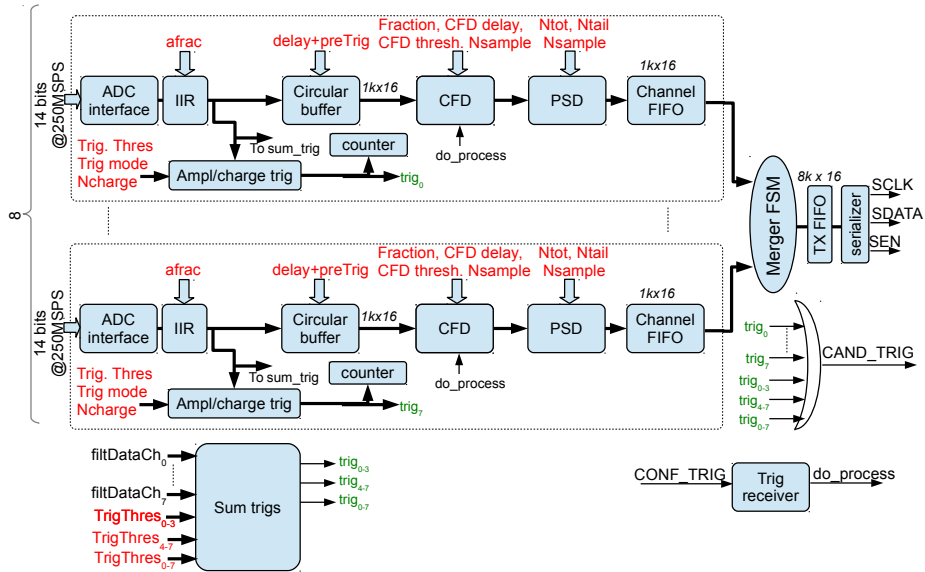 Fraction, CFD delay,
CFD thresh. Nsample
Ntot, Ntail
Nsample
afrac
delay+preTrig
1kx16
14 bits
@250MSPS
ADC
interface
IIR
Circular
buffer
1kx16
CFD
PSD
Channel
FIFO
To sum_trig
counter
do_process
Trig. Thres
Trig mode
Ncharge
Ampl/charge trig
trig0
8
Merger FSM
8k x 16
TX FIFO
serializer
SCLK
SDATA
SEN
Fraction, CFD delay,
CFD thresh. Nsample
Ntot, Ntail
Nsample
afrac
delay+preTrig
1kx16
14 bits
@250MSPS
ADC
interface
IIR
Circular
buffer
1kx16
CFD
PSD
Channel
FIFO
To sum_trig
counter
do_process
Trig. Thres
Trig mode
Ncharge
Ampl/charge trig
trig7
trig0
trig7
trig0-3
trig4-7
trig0-7
CAND_TRIG
filtDataCh0
filtDataCh7
TrigThres0-3
TrigThres4-7
TrigThres0-7
Sum trigs
trig0-3
trig4-7
trig0-7
CONF_TRIG
Trig
receiver
do_process